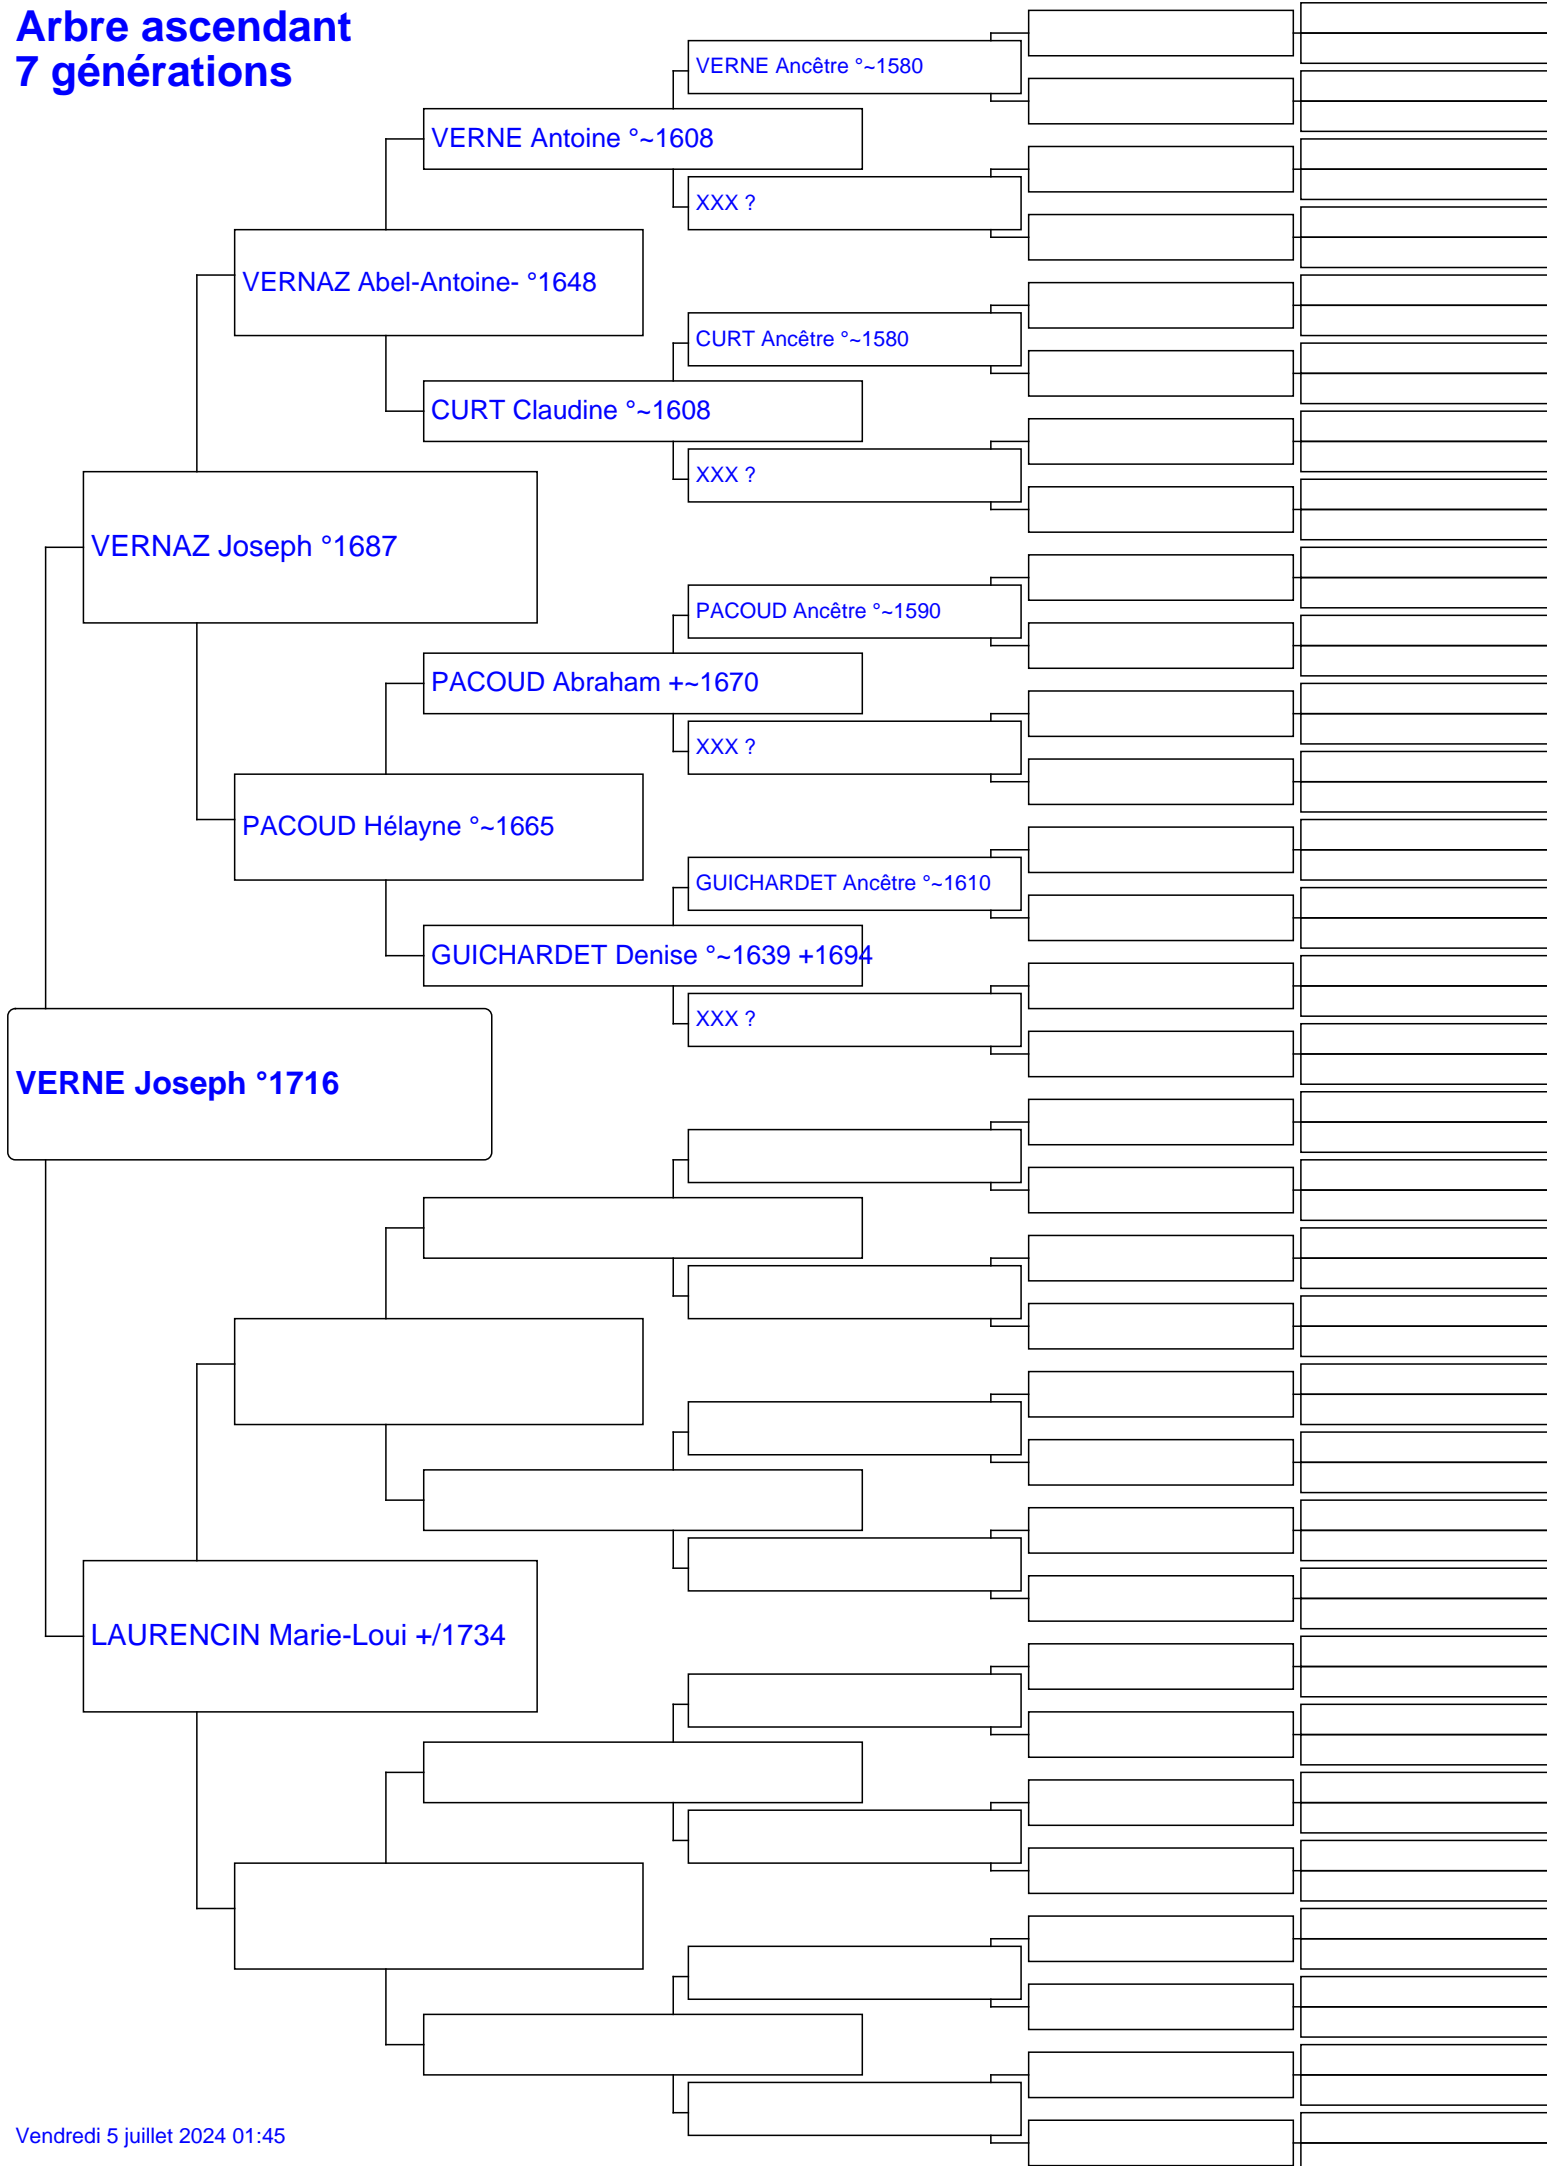 Arbre ascendant
7 générations
VERNE Ancêtre °~1580
VERNE Antoine °~1608
XXX ?
VERNAZ Abel-Antoine- °1648
CURT Ancêtre °~1580
CURT Claudine °~1608
XXX ?
VERNAZ Joseph °1687
PACOUD Ancêtre °~1590
PACOUD Abraham +~1670
XXX ?
PACOUD Hélayne °~1665
GUICHARDET Ancêtre °~1610
GUICHARDET Denise °~1639 +1694
XXX ?
VERNE Joseph °1716
LAURENCIN Marie-Loui +/1734
Vendredi 5 juillet 2024 01:45